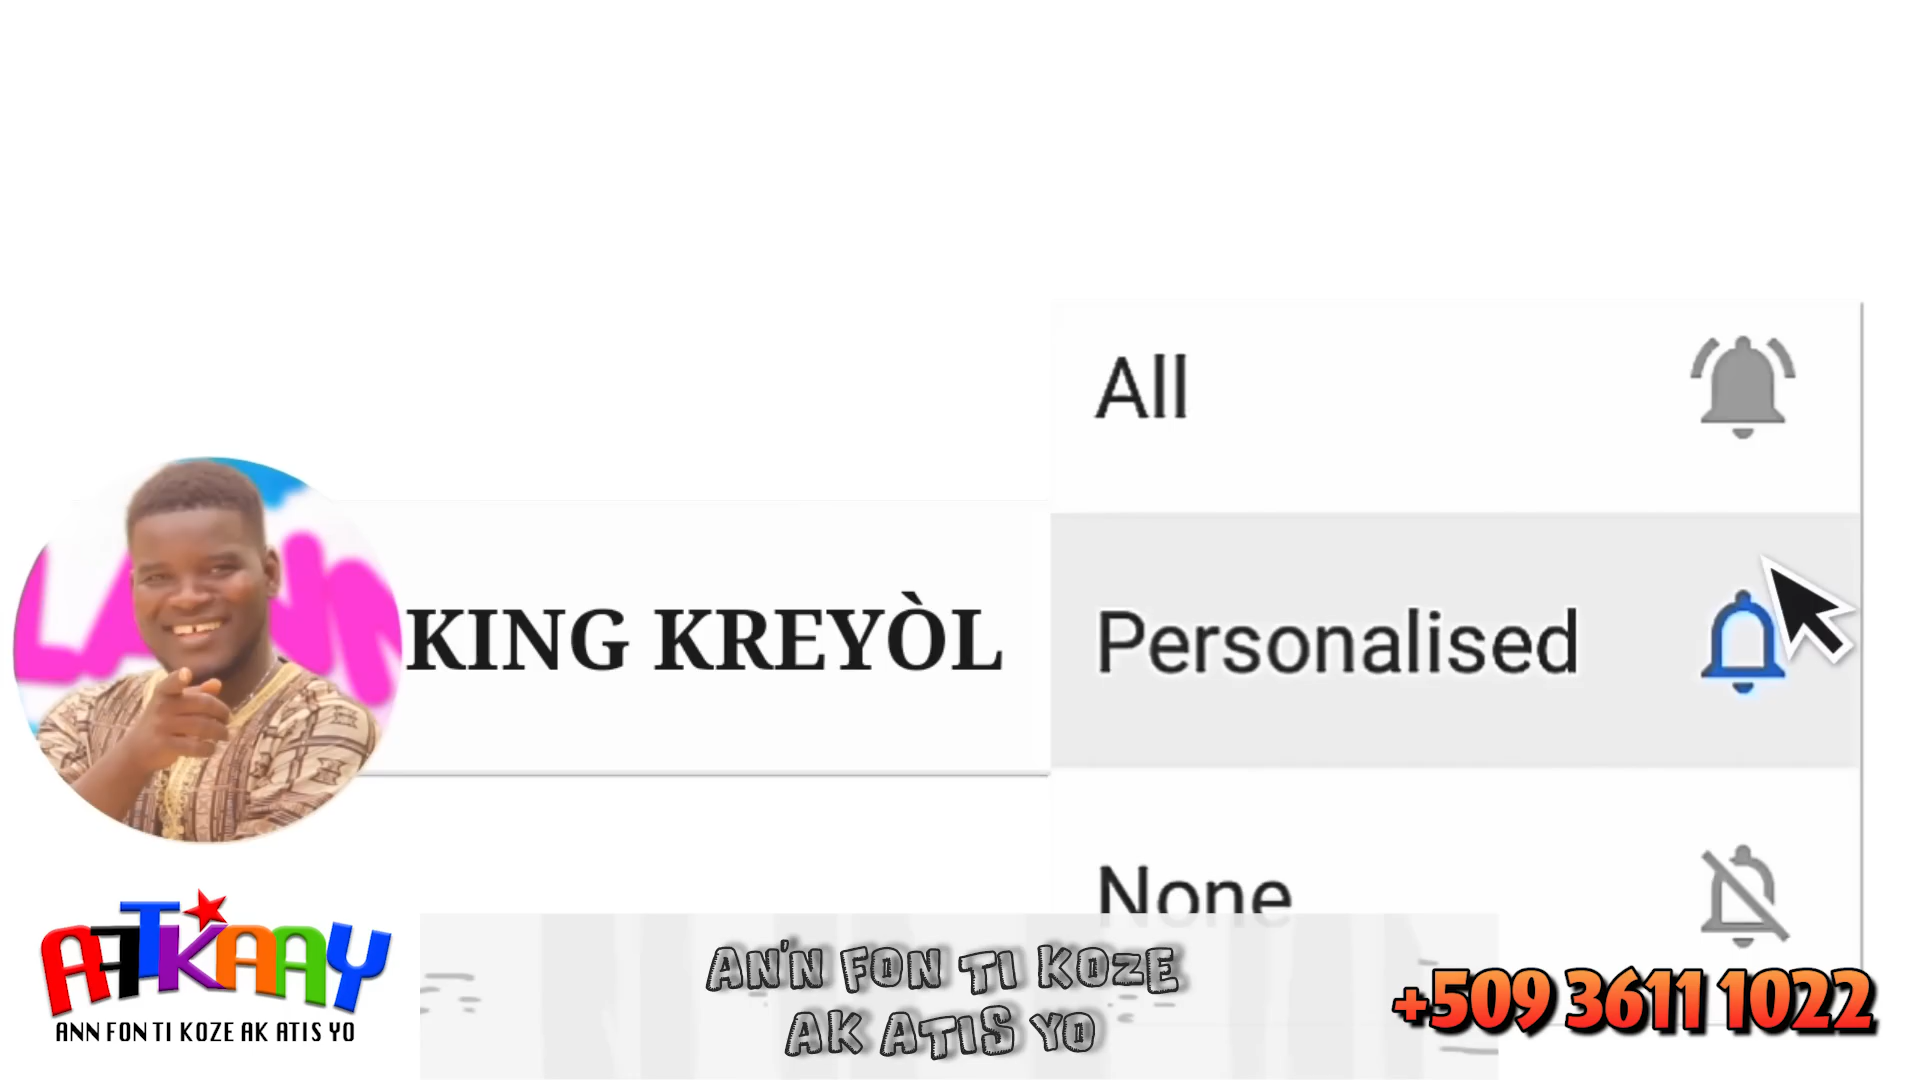 All
KING KREYÒL
Personalised
None
AFTKAAY
ANN FON TI KOZE AK ATIS YO
AN'N FON TI KOZE
AK ATIS YO
+509 3611 1022